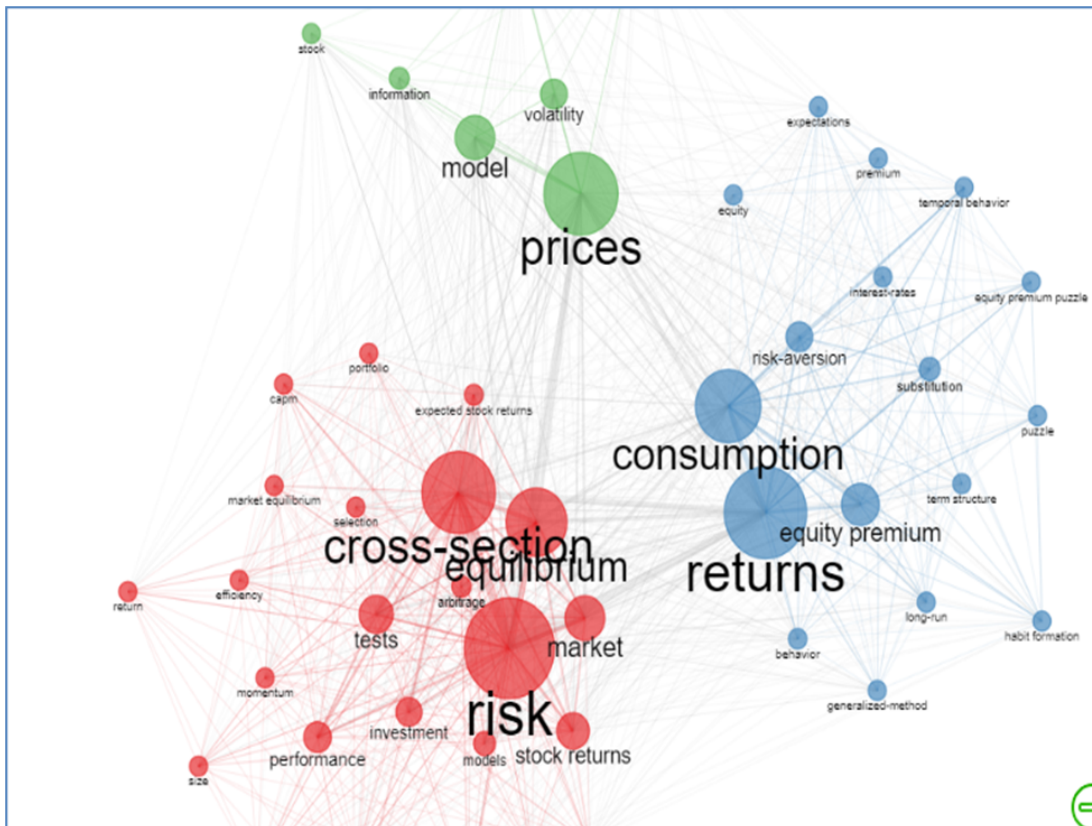 stock
information
volatility
model
prices
expectations
premium
equity
temporal behavior
interest-rates
equity premium puzzle
risk-aversion
substitution
portfolio
capm
expected stock returns
puzzle
consumption
market equilibrium
selection
term structure
equity premium
cross-section
equilibrium
returns
return
efficiency
arbitrage
tests
market
long-run
habit formation
behavior
momentum
generalized-method
risk
investment
performance
models
stock returns
size